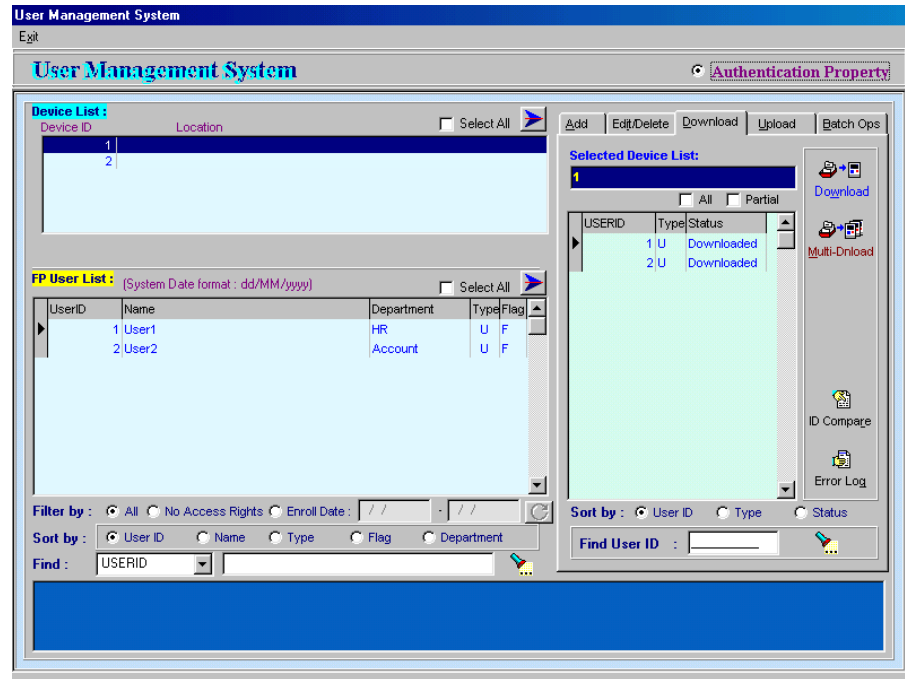 User Management System
Exit
User Management System
Authentication Property
Device List :
Device ID Location
Select All
1
2
FP User List : (System Date format : dd/MM/yyyy)
Select All
UserID Name Department Type Flag
1 User1 HR U F
2 User2 Account U F
Filter by : All No Access Rights Enroll Date : / / - / /
Sort by : User ID Name Type Flag Department
Find : USERID
Add Edit/Delete Download Upload Batch Ops
Selected Device List:
1
All Partial
USERID Type Status
1 U Downloaded
2 U Downloaded
Download
Multi-Dnload
ID Compare
Error Log
Sort by : User ID Type Status
Find User ID :